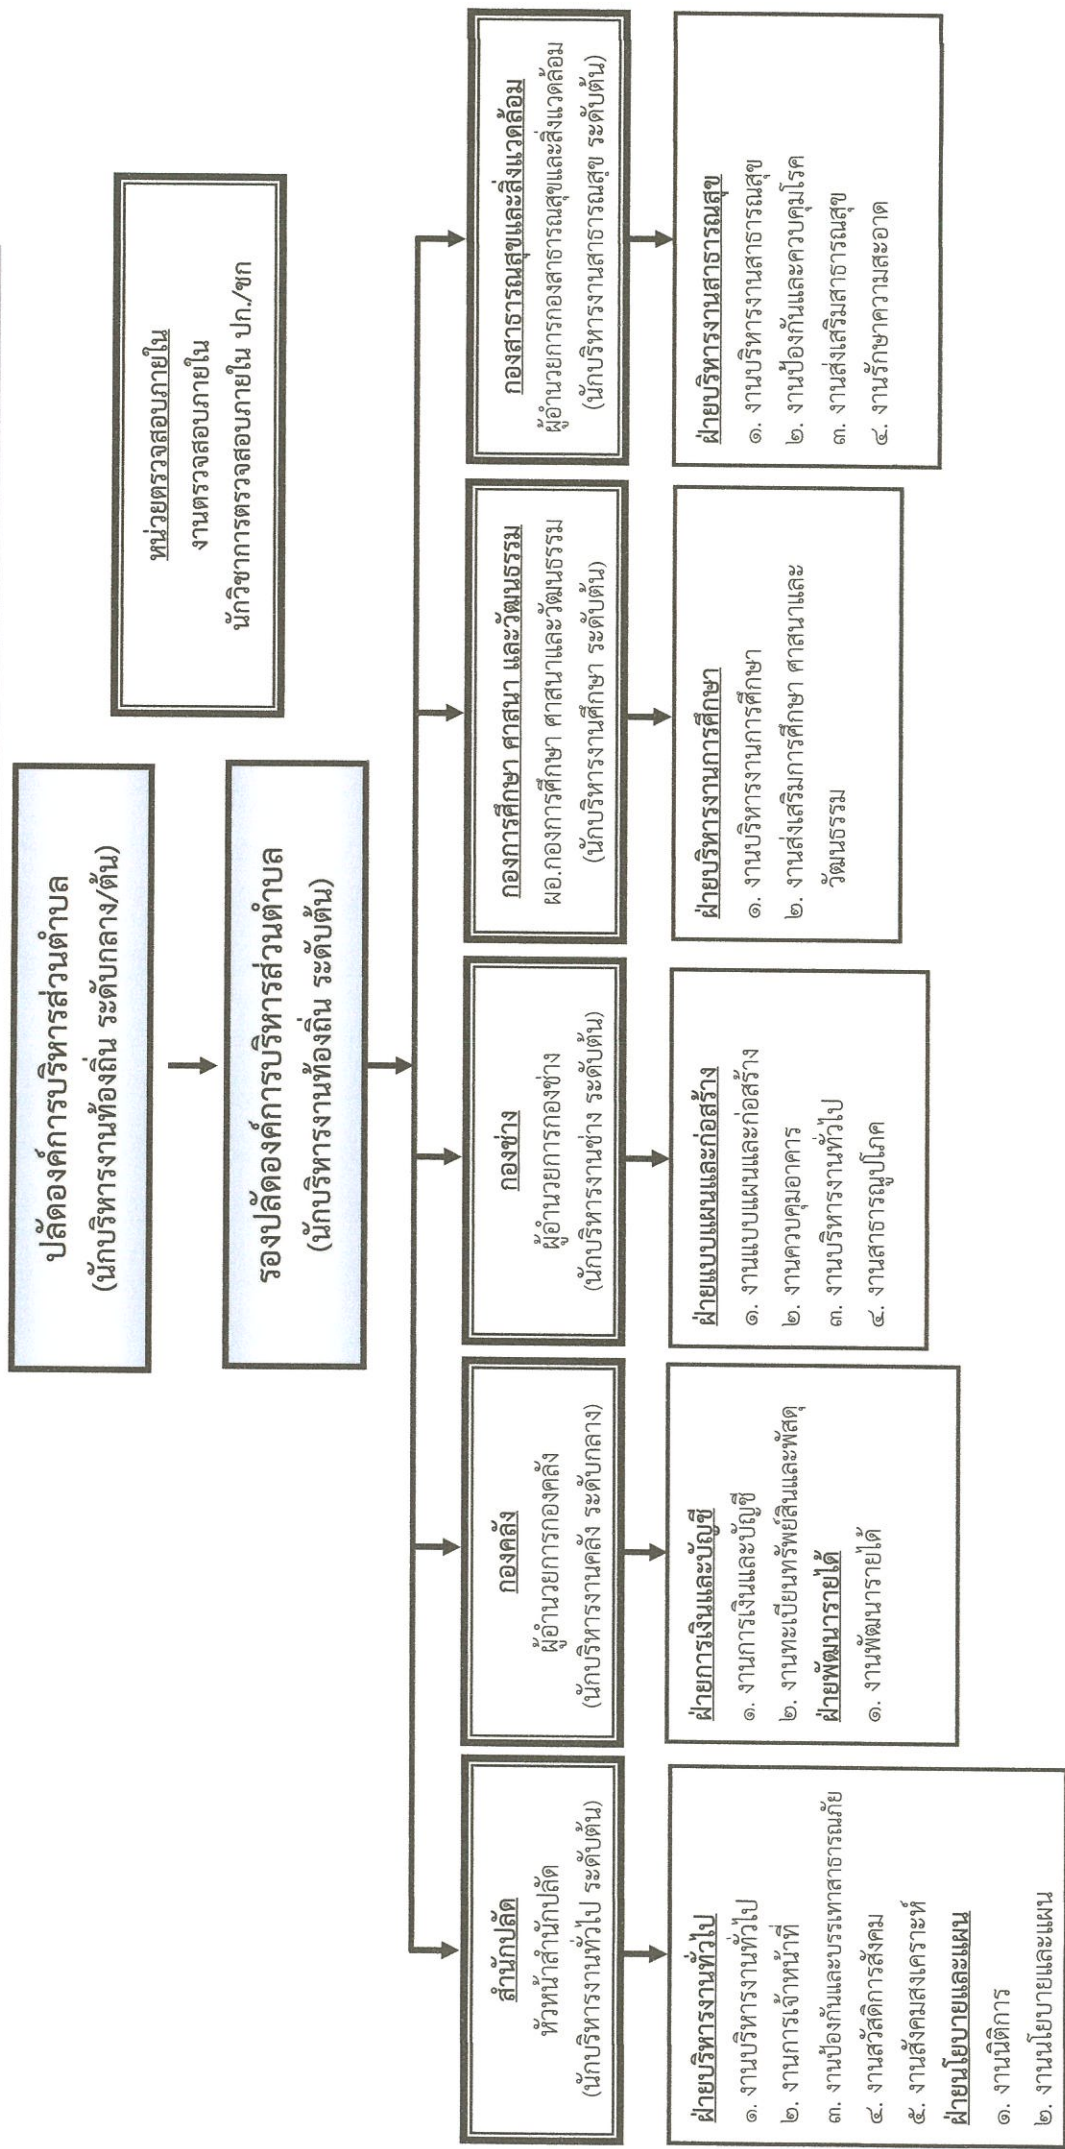 ปลัดองค์การบริหารส่วนตำบล
(นักบริหารงานท้องถิ่น ระดับกลาง/ต้น)
หน่วยตรวจสอบภายใน
งานตรวจสอบภายใน
นักวิชาการตรวจสอบภายใน ปก./ชก
รองปลัดองค์การบริหารส่วนตำบล
(นักบริหารงานท้องถิ่น ระดับต้น)
สำนักปลัด
หัวหน้าสำนักปลัด
(นักบริหารงานทั่วไป ระดับต้น)
กองคลัง
ผู้อำนวยการกองคลัง
(นักบริหารงานคลัง ระดับกลาง)
กองช่าง
ผู้อำนวยการกองช่าง
(นักบริหารงานช่าง ระดับต้น)
กองการศึกษา ศาสนา และวัฒนธรรม
ผอ.กองการศึกษา ศาสนาและวัฒนธรรม
(นักบริหารงานศึกษา ระดับต้น)
กองสาธารณสุขและสิ่งแวดล้อม
ผู้อำนวยการกองสาธารณสุขและสิ่งแวดล้อม
(นักบริหารงานสาธารณสุข ระดับต้น)
ฝ่ายบริหารงานทั่วไป
๑. งานบริหารงานทั่วไป
๒. งานการเจ้าหน้าที่
๓. งานป้องกันและบรรเทาสาธารณภัย
๔. งานสวัสดิการสังคม
๕. งานสังคมสงเคราะห์
ฝ่ายนโยบายและแผน
๑. งานนิติการ
๒. งานนโยบายและแผน
ฝ่ายการเงินและบัญชี
๑. งานการเงินและบัญชี
๒. งานทะเบียนทรัพย์สินและพัสดุ
ฝ่ายพัฒนารายได้
๑. งานพัฒนารายได้
ฝ่ายแบบแผนและก่อสร้าง
๑. งานแบบแผนและก่อสร้าง
๒. งานควบคุมอาคาร
๓. งานบริหารงานทั่วไป
๔. งานสาธารณูปโภค
ฝ่ายบริหารงานการศึกษา
๑. งานบริหารงานการศึกษา
๒. งานส่งเสริมการศึกษา ศาสนาและ
วัฒนธรรม
ฝ่ายบริหารงานสาธารณสุข
๑. งานบริหารงานสาธารณสุข
๒. งานป้องกันและควบคุมโรค
๓. งานส่งเสริมสาธารณสุข
๔. งานรักษาความสะอาด